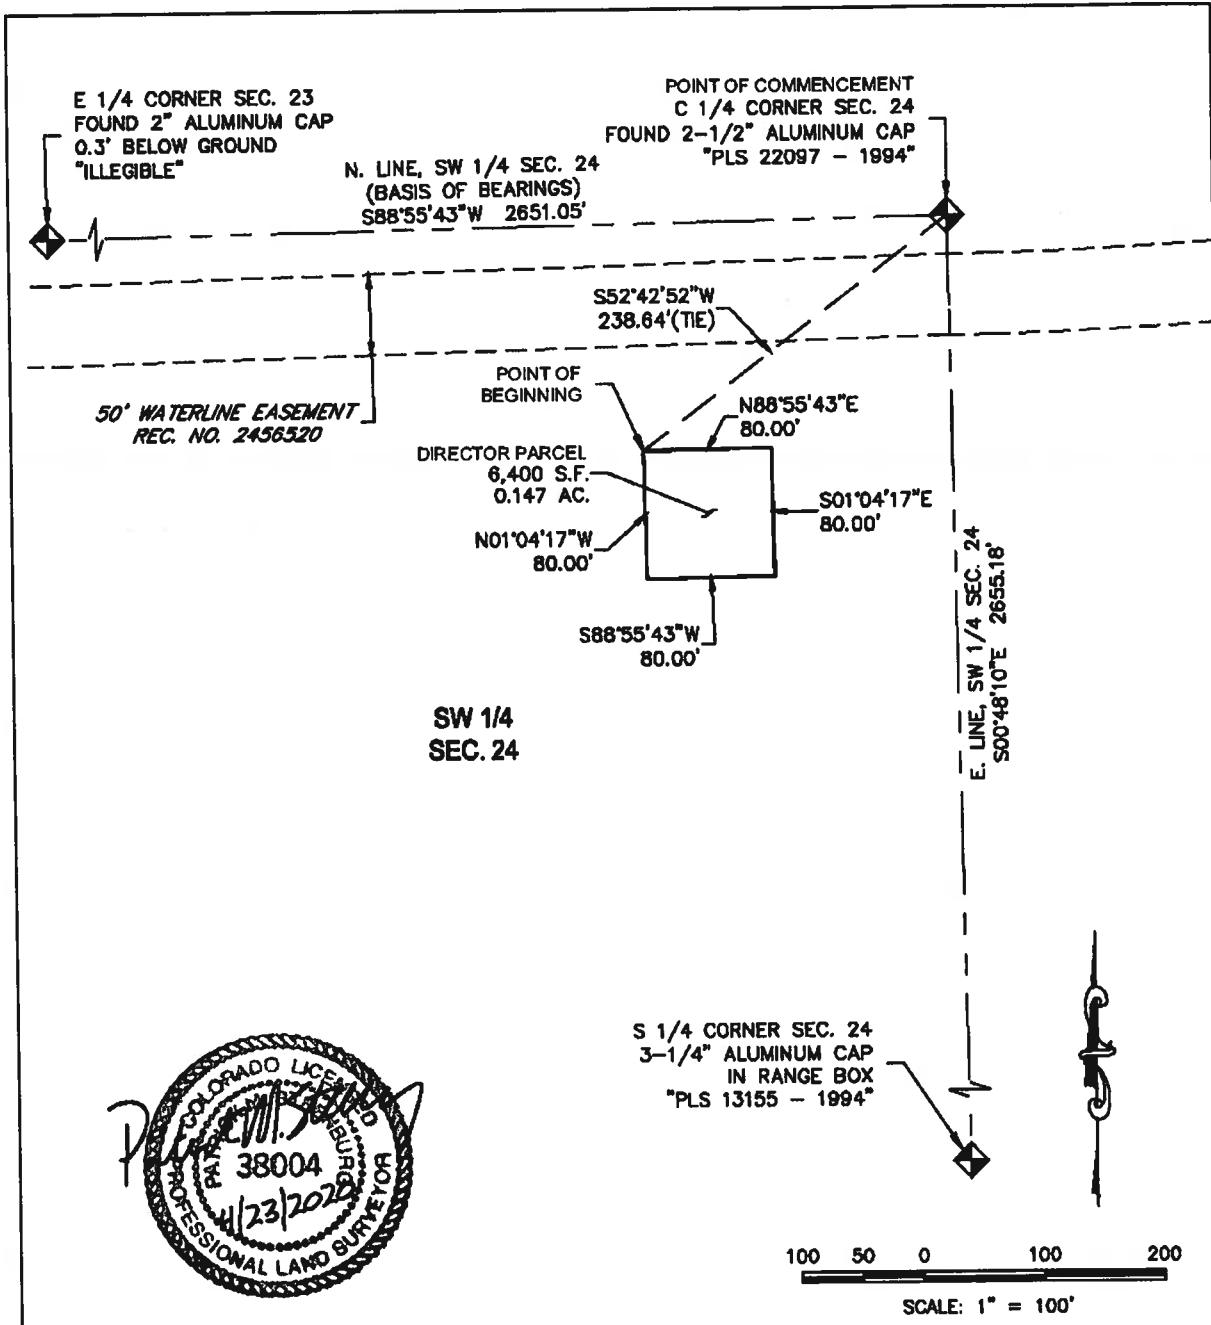 E 1/4 CORNER SEC. 23
FOUND 2" ALUMINUM CAP
0.3' BELOW GROUND
"ILLEGIBLE"
POINT OF COMMENCEMENT
C 1/4 CORNER SEC. 24
FOUND 2-1/2" ALUMINUM CAP
"PLS 22097 - 1994"
N. LINE, SW 1/4 SEC. 24
(BASIS OF BEARINGS)
S88°55'43"W 2651.05'
S52°42'52"W
238.64'(TIE)
50' WATERLINE EASEMENT
REC. NO. 2456520
POINT OF
BEGINNING
N88°55'43"E
80.00'
DIRECTOR PARCEL
6,400 S.F.
0.147 AC.
S01°04'17"E
80.00'
N01°04'17"W
80.00'
S88°55'43"W
80.00'
E. LINE, SW 1/4 SEC. 24
S00°48'10"E 2655.18'
SW 1/4
SEC. 24
S 1/4 CORNER SEC. 24
3-1/4" ALUMINUM CAP
IN RANGE BOX
"PLS 13155 - 1994"
COLORADO LICENSED
38004
4/23/2020
PROFESSIONAL LAND SURVEYOR
100 50 0 100 200
SCALE: 1" = 100'